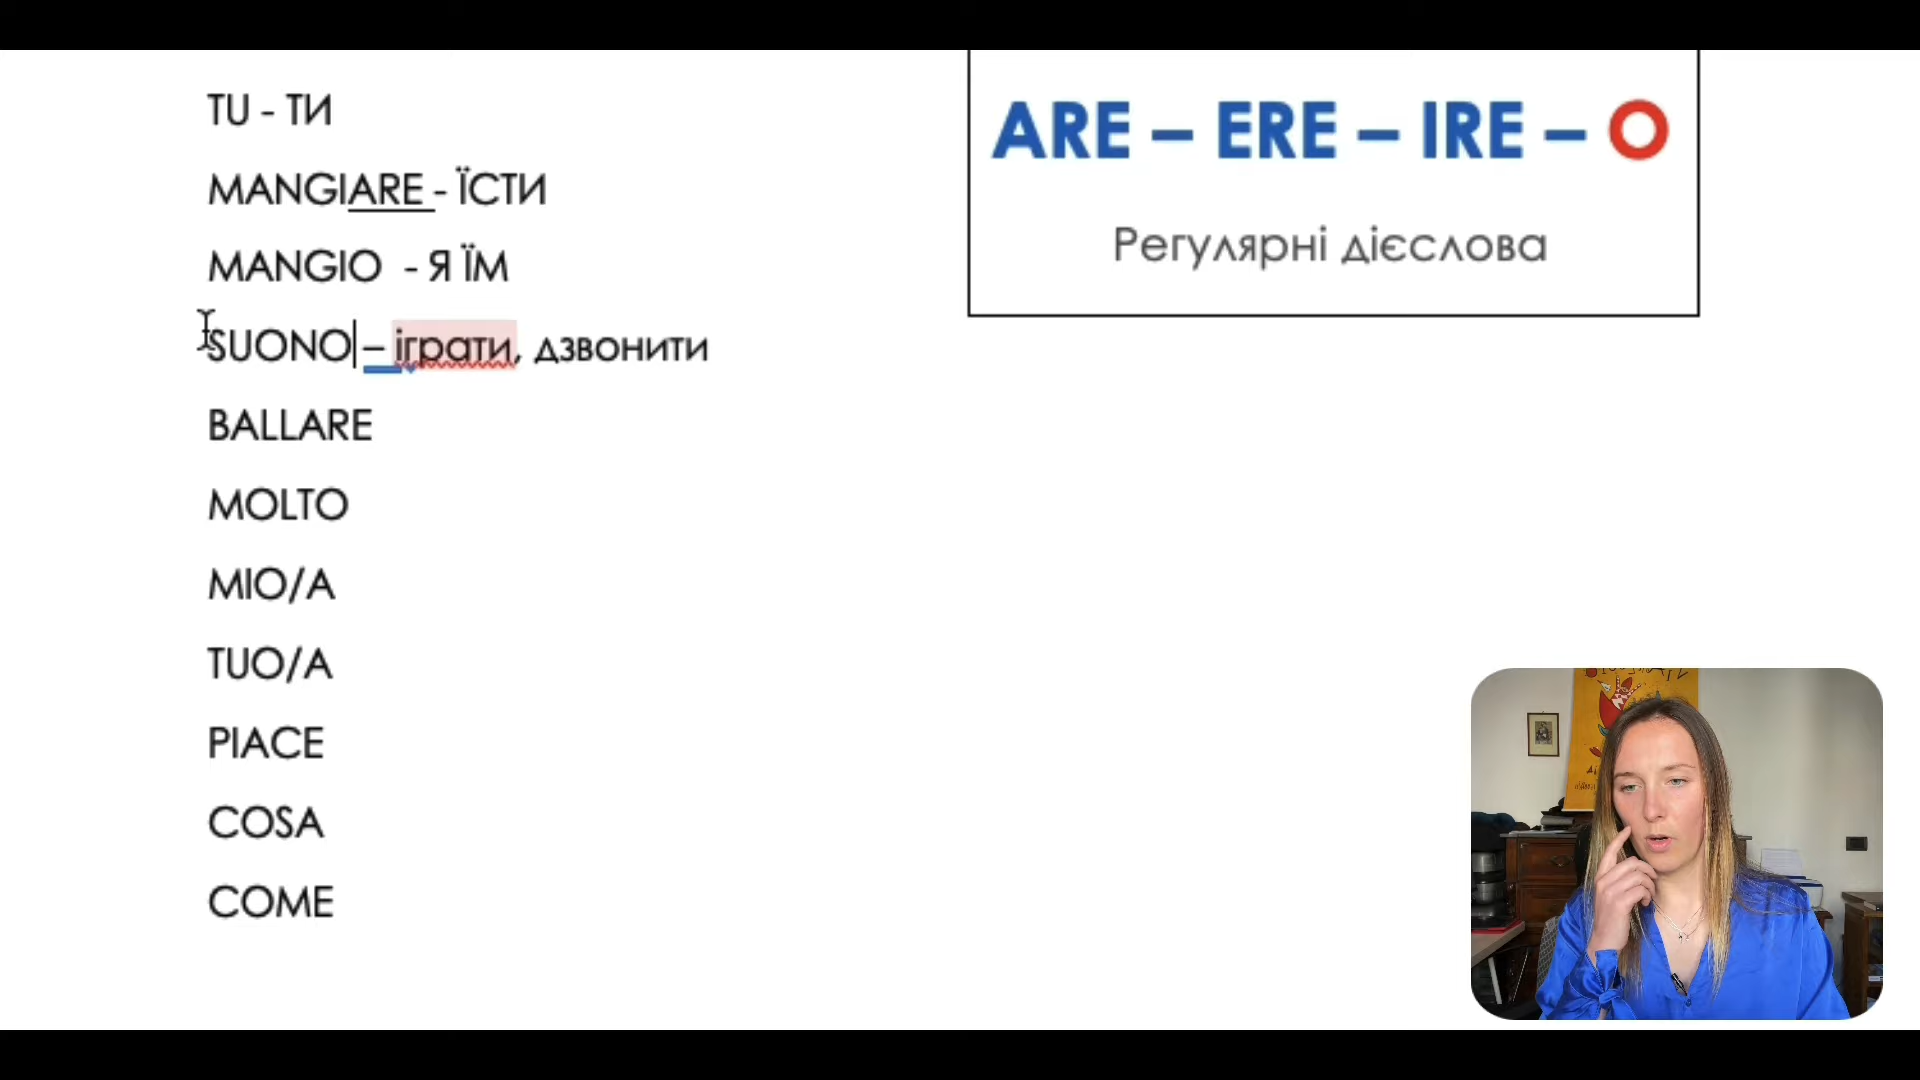 TU - ТИ
MANGIARE - ЇСТИ
MANGIO - Я ЇМ
SUONO – іграти, дзвонити
BALLARE
MOLTO
MIO/A
TUO/A
PIACE
COSA
COME
ARE – ERE – IRE – O
Регулярні дієслова